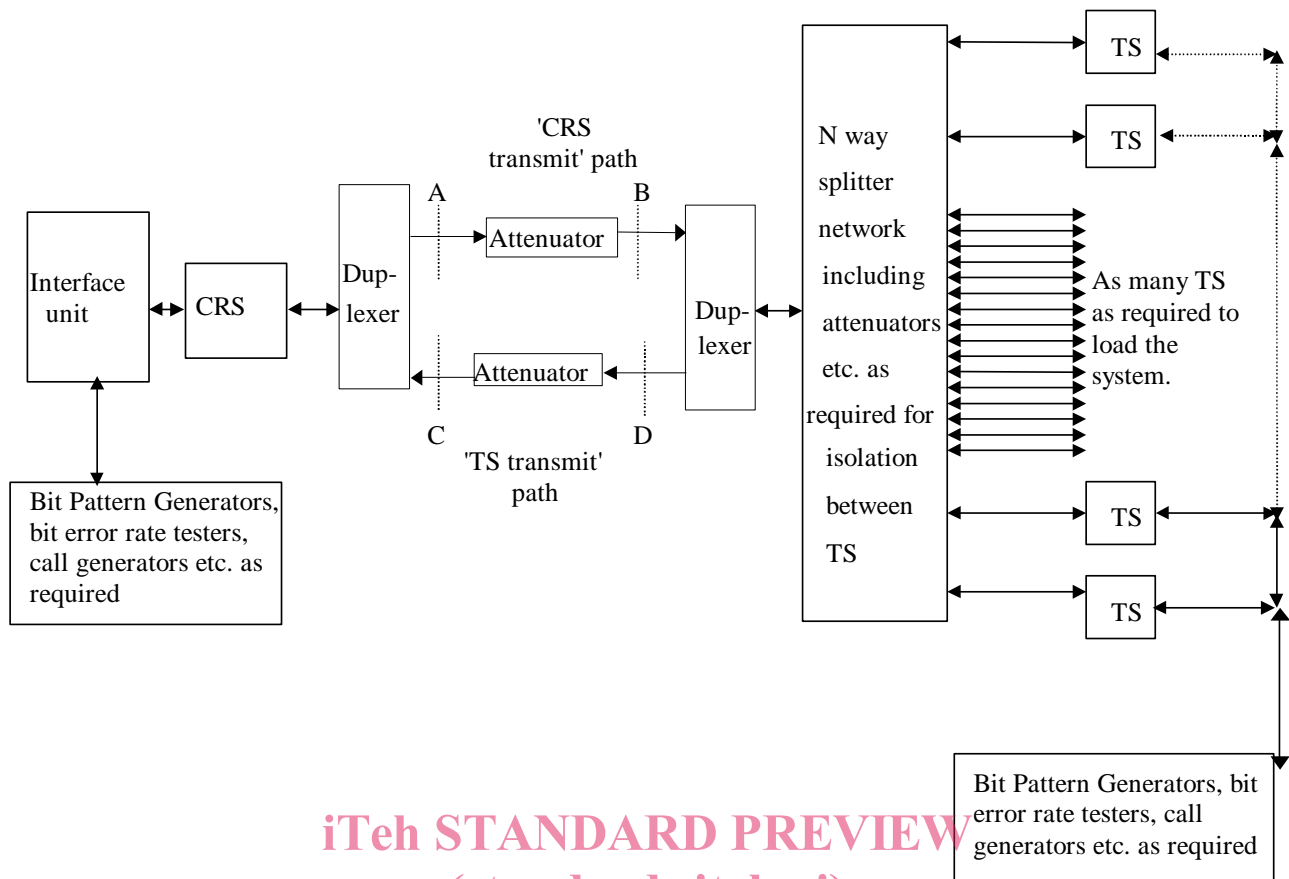 TS
'CRS
transmit' path
TS
N way
splitter
network
including
attenuators
etc. as
required for
isolation
between
TS
A
B
Attenuator
Interface
unit
CRS
Dup-
lexer
Dup-
lexer
As many TS
as required to
load the
system.
Attenuator
C
D
'TS transmit'
path
Bit Pattern Generators,
bit error rate testers,
call generators etc. as
required
TS
TS
Bit Pattern Generators, bit
error rate testers, call
generators etc. as required
iTeh STANDARD PREVIEW